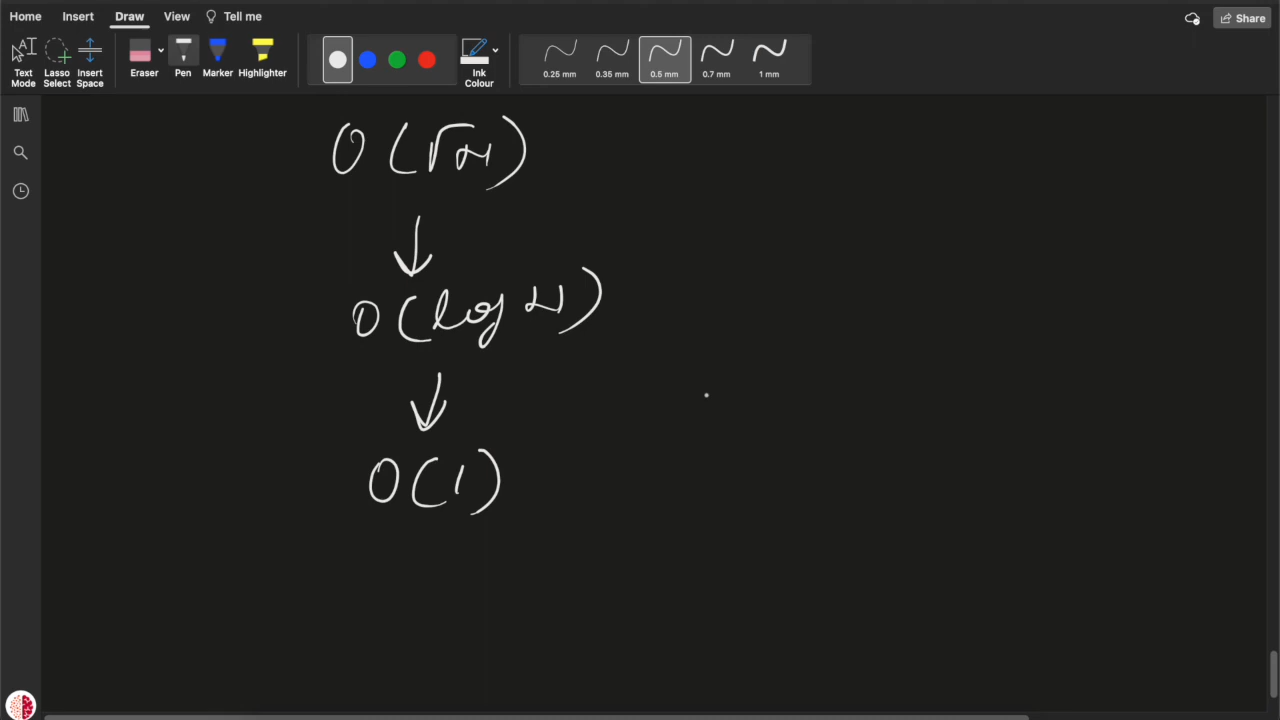 Home Insert Draw View Tell me Share
Text Mode Lasso Select Insert Space Eraser Pen Marker Highlighter Ink Colour 0.25 mm 0.35 mm 0.5 mm 0.7 mm 1 mm
O(√n)
↓
O(log n)
↓
O(1)